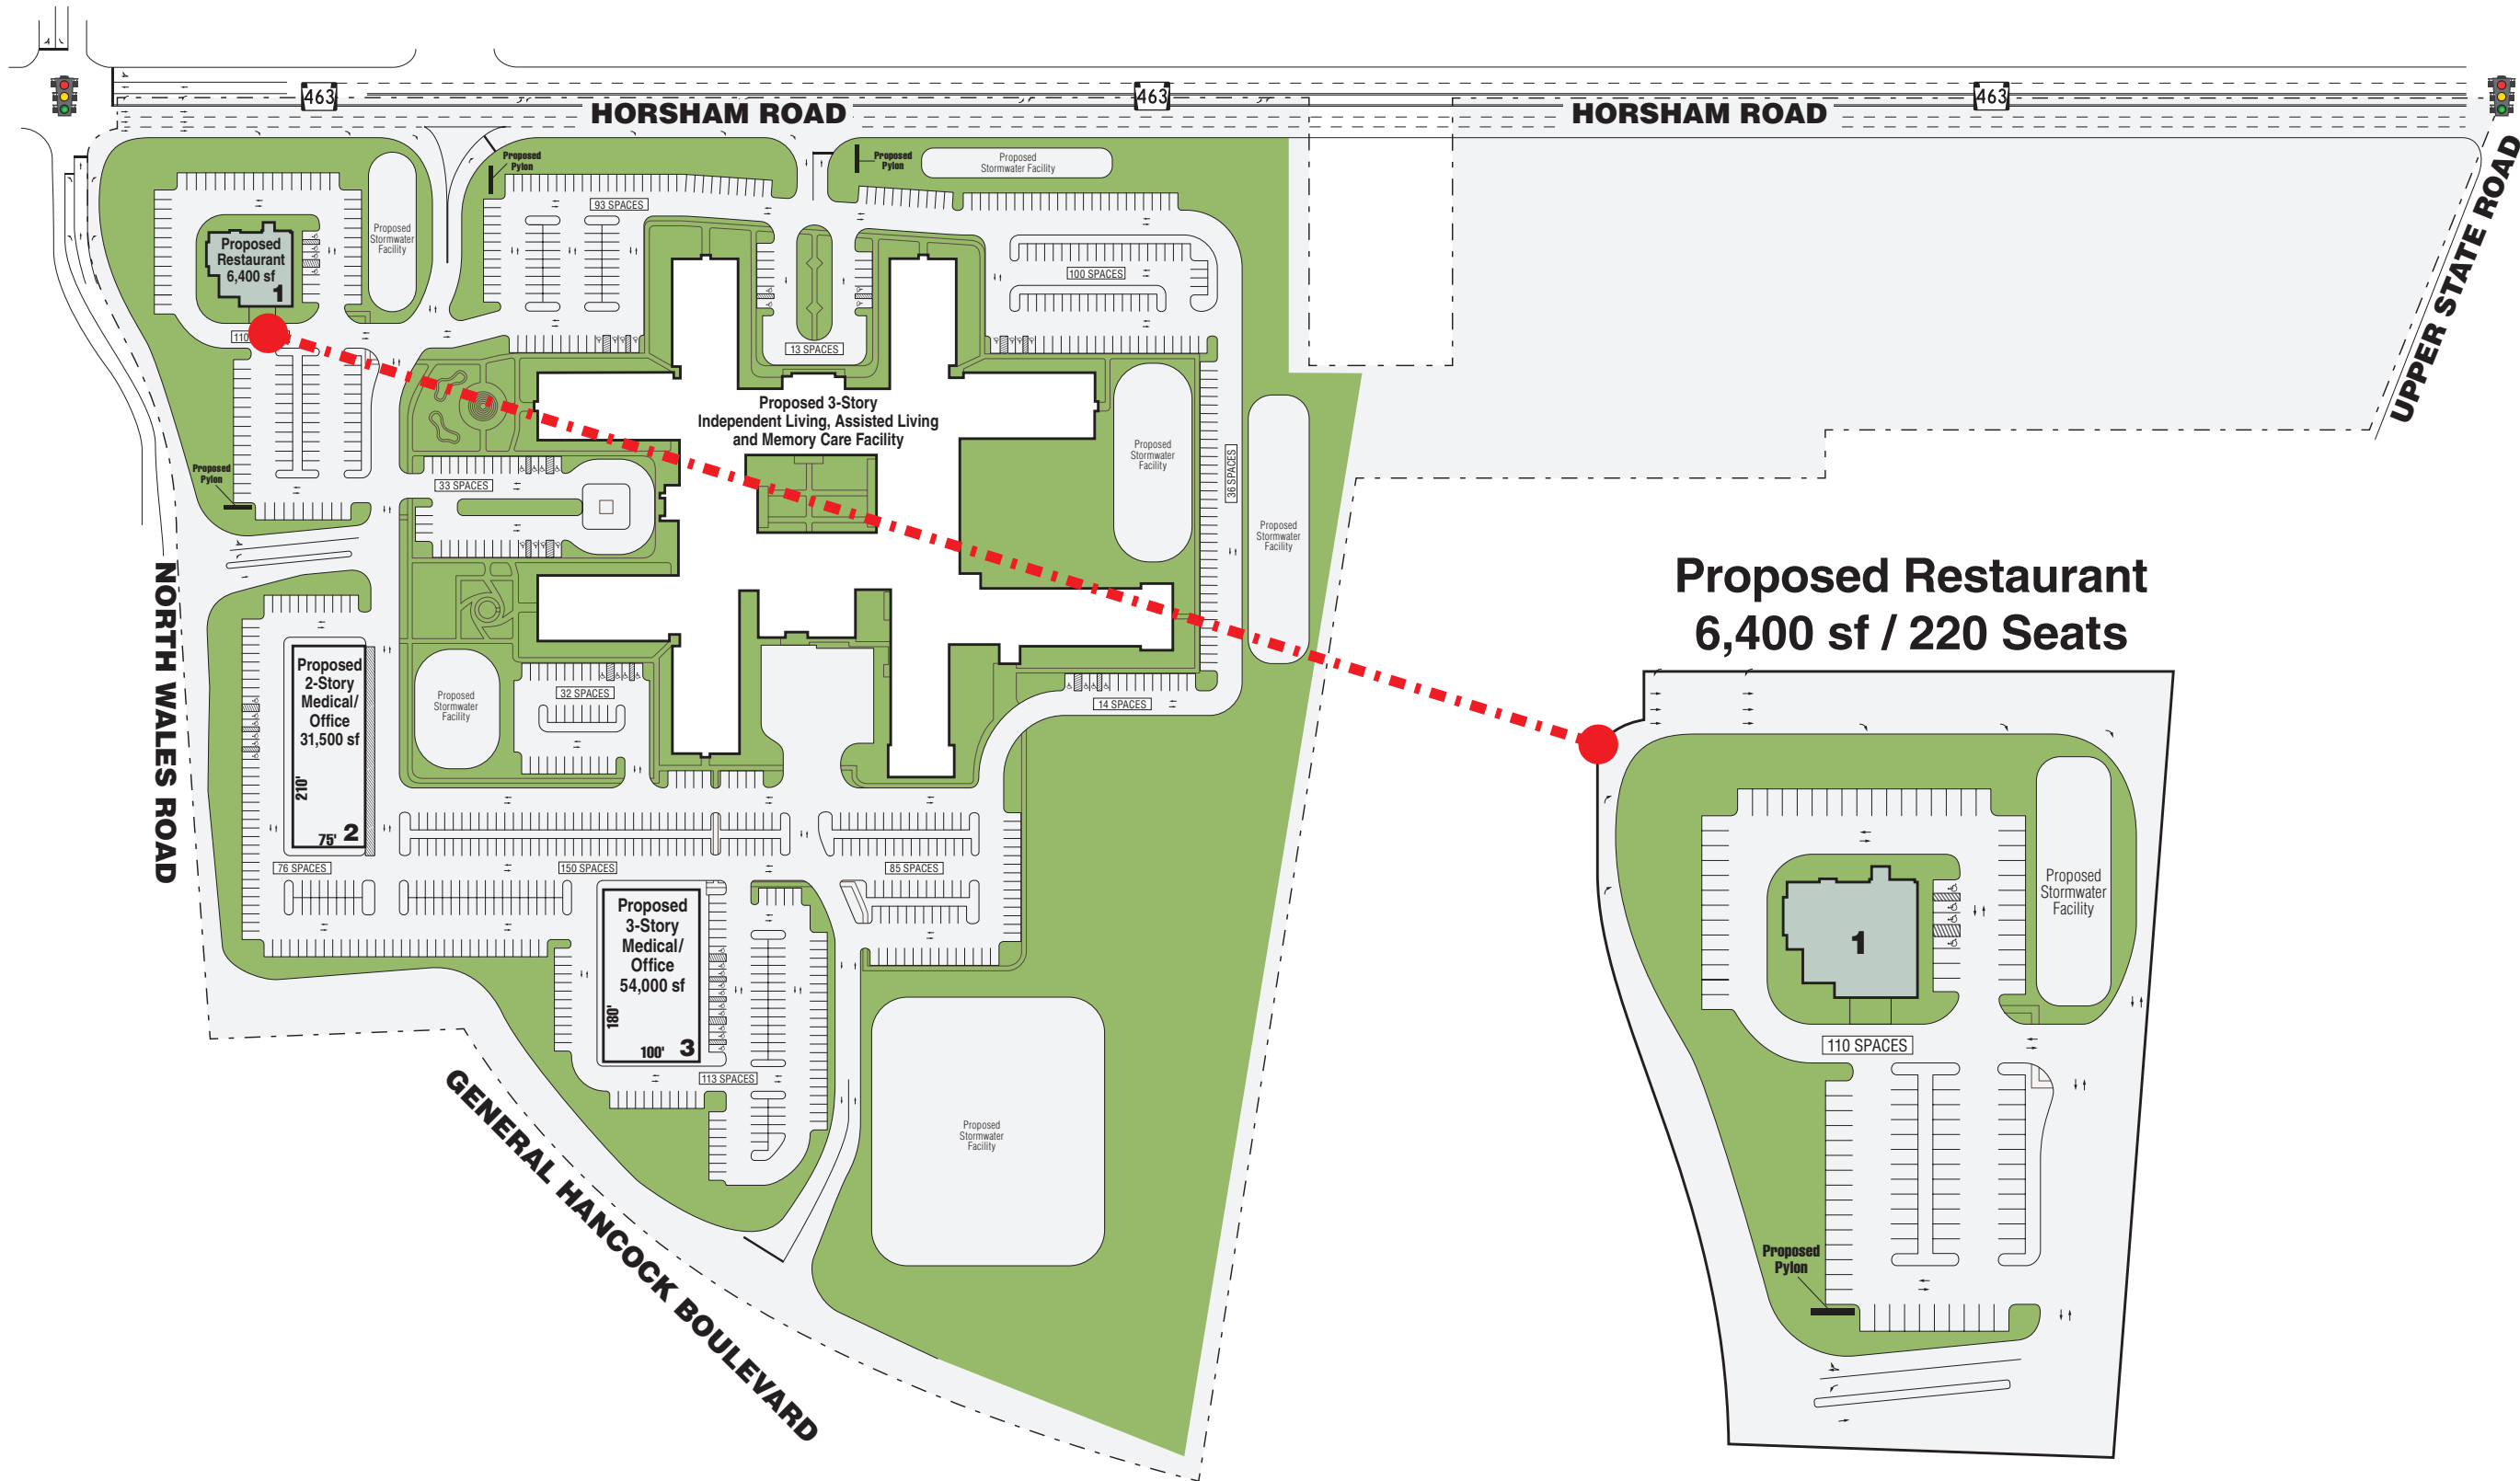 463
463
463
HORSHAM ROAD
HORSHAM ROAD
UPPER STATE ROAD
NORTH WALES ROAD
GENERAL HANCOCK BOULEVARD
Proposed
Restaurant
6,400 sf
1
110
Proposed
Stormwater
Facility
Proposed
Pylon
93 SPACES
Proposed
Pylon
Proposed
Stormwater Facility
100 SPACES
13 SPACES
Proposed 3-Story
Independent Living, Assisted Living
and Memory Care Facility
Proposed
Stormwater
Facility
36 SPACES
Proposed
Stormwater
Facility
Proposed
Pylon
33 SPACES
Proposed
2-Story
Medical/
Office
31,500 sf
210'
75' 2
76 SPACES
Proposed
Stormwater
Facility
32 SPACES
14 SPACES
150 SPACES
85 SPACES
Proposed
3-Story
Medical/
Office
54,000 sf
180'
100' 3
113 SPACES
Proposed
Stormwater
Facility
Proposed Restaurant
6,400 sf / 220 Seats
Proposed
Stormwater
Facility
1
110 SPACES
Proposed
Pylon